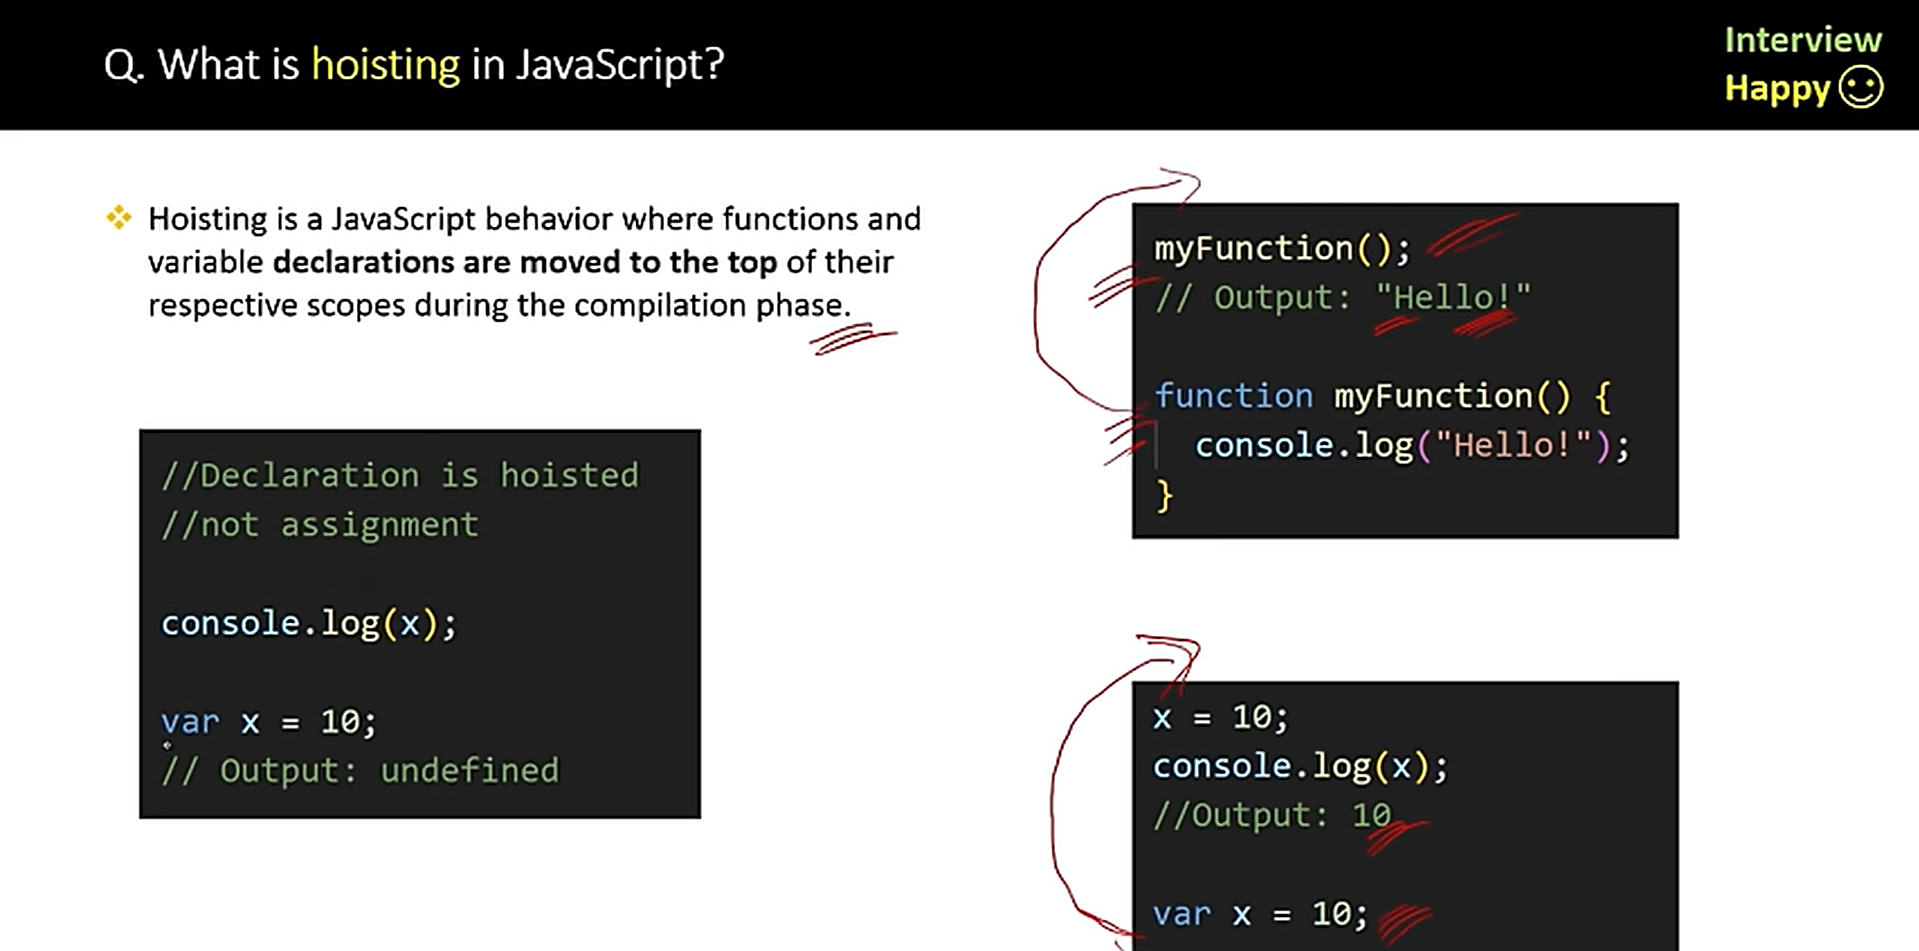 Q. What is hoisting in JavaScript?
Interview
Happy
Hoisting is a JavaScript behavior where functions and
variable declarations are moved to the top of their
respective scopes during the compilation phase.
//Declaration is hoisted
//not assignment
console.log(x);
var x = 10;
// Output: undefined
myFunction();
// Output: "Hello!"
function myFunction() {
console.log("Hello!");
}
x = 10;
console.log(x);
//Output: 10
var x = 10;